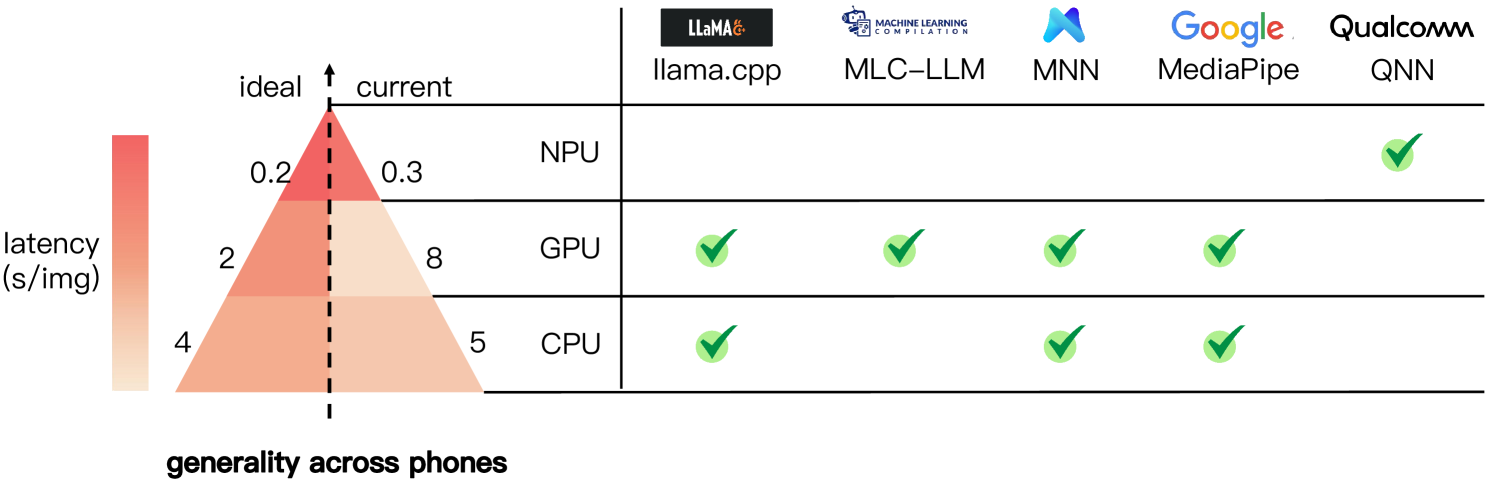 LLaMA C++
MACHINE LEARNING
COMPILATION
Google
Qualcomm
llama.cpp
MLC-LLM
MNN
MediaPipe
QNN
ideal
current
NPU
0.2
0.3
latency
(s/img)
GPU
2
8
CPU
4
5
generality across phones